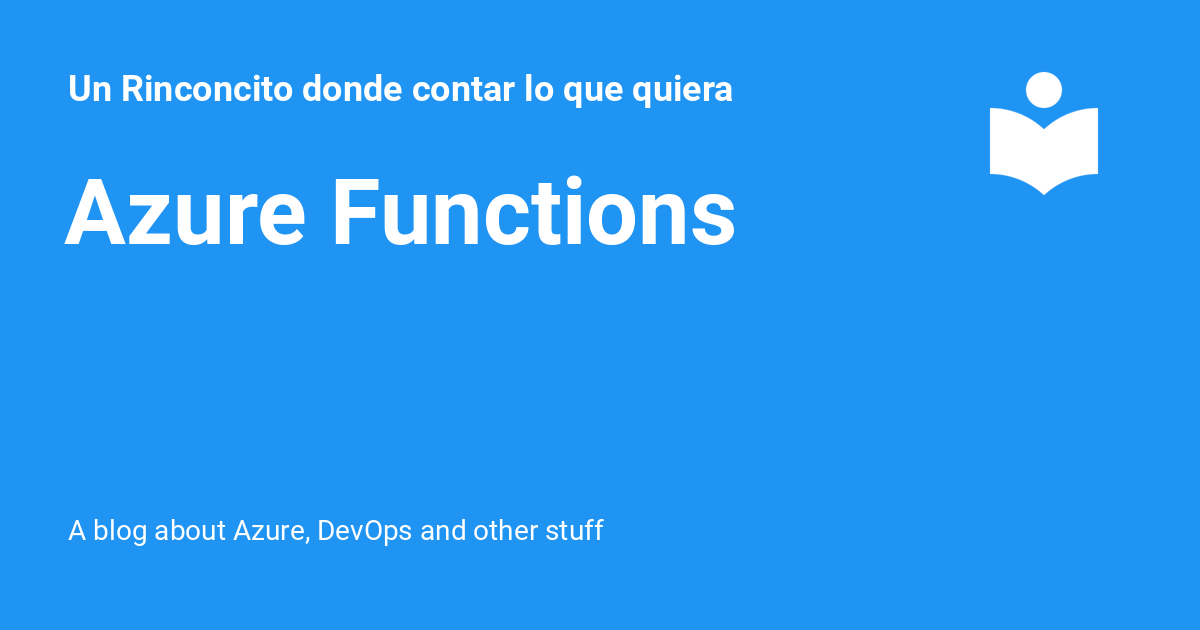 Un Rinconcito donde contar lo que quiera
Azure Functions
A blog about Azure, DevOps and other stuff